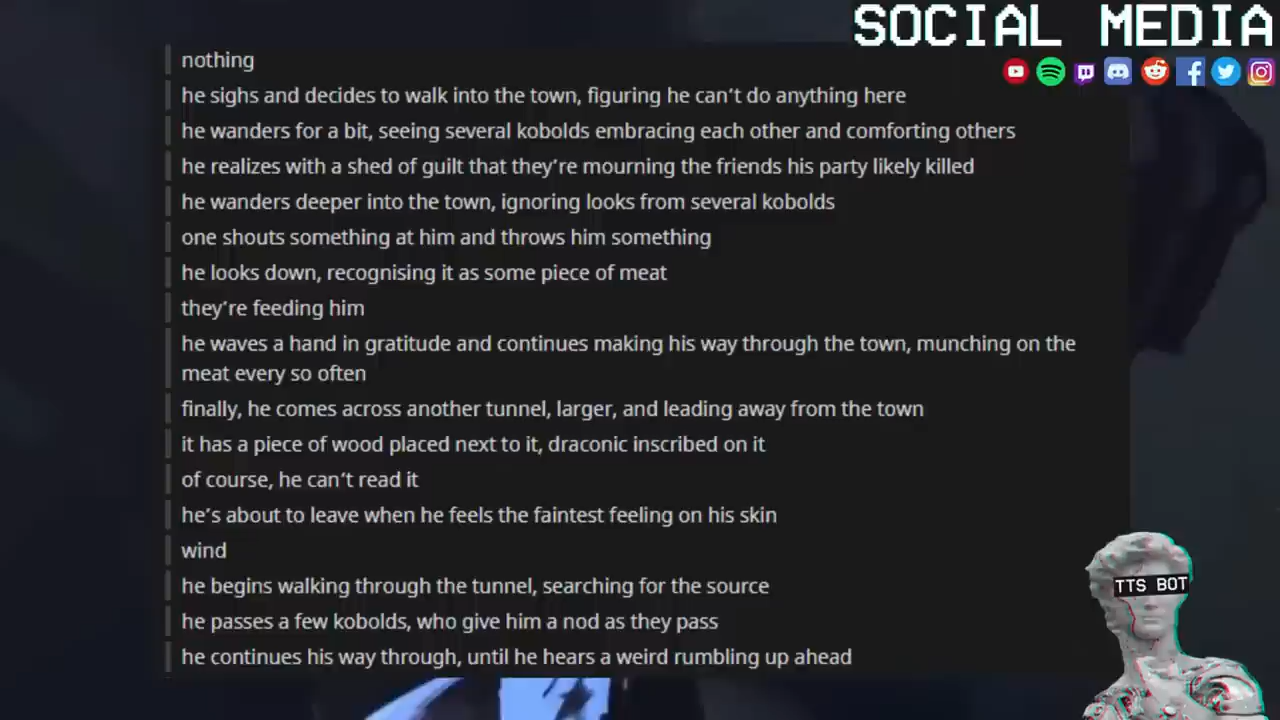 SOCIAL MEDIA
nothing
he sighs and decides to walk into the town, figuring he can’t do anything here
he wanders for a bit, seeing several kobolds embracing each other and comforting others
he realizes with a shed of guilt that they’re mourning the friends his party likely killed
he wanders deeper into the town, ignoring looks from several kobolds
one shouts something at him and throws him something
he looks down, recognising it as some piece of meat
they’re feeding him
he waves a hand in gratitude and continues making his way through the town, munching on the
meat every so often
finally, he comes across another tunnel, larger, and leading away from the town
it has a piece of wood placed next to it, draconic inscribed on it
of course, he can’t read it
he’s about to leave when he feels the faintest feeling on his skin
wind
he begins walking through the tunnel, searching for the source
he passes a few kobolds, who give him a nod as they pass
he continues his way through, until he hears a weird rumbling up ahead
TTS BOT